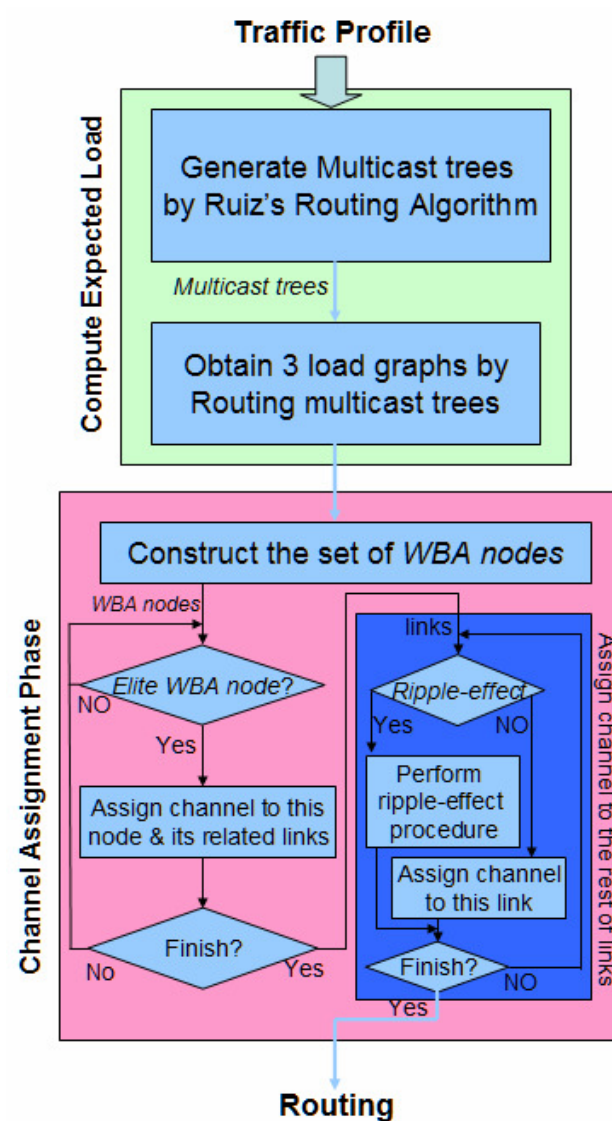 Traffic Profile
Compute Expected Load
Generate Multicast trees
by Ruiz's Routing Algorithm
Multicast trees
Obtain 3 load graphs by
Routing multicast trees
Channel Assignment Phase
Construct the set of WBA nodes
WBA nodes
Elite WBA node?
NO
Yes
Assign channel to this
node & its related links
Finish?
No
Yes
Assign channel to the rest of links
links
Ripple-effect
Yes
NO
Perform
ripple-effect
procedure
Assign channel
to this link
Finish?
NO
Yes
Routing